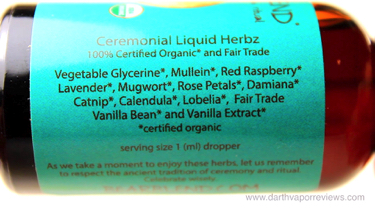 Ceremonial Liquid Herbz
100% Certified Organic* and Fair Trade
Vegetable Glycerine*, Mullein*, Red Raspberry*
Lavender*, Mugwort*, Rose Petals*, Damiana*
Catnip*, Calendula*, Lobelia*, Fair Trade
Vanilla Bean* and Vanilla Extract*
*certified organic
serving size 1 (ml) dropper
As we take a moment to enjoy these herbs, let us remember
to respect the ancient tradition of ceremony and ritual.
Celebrate wisely.
www.darthvaporreviews.com